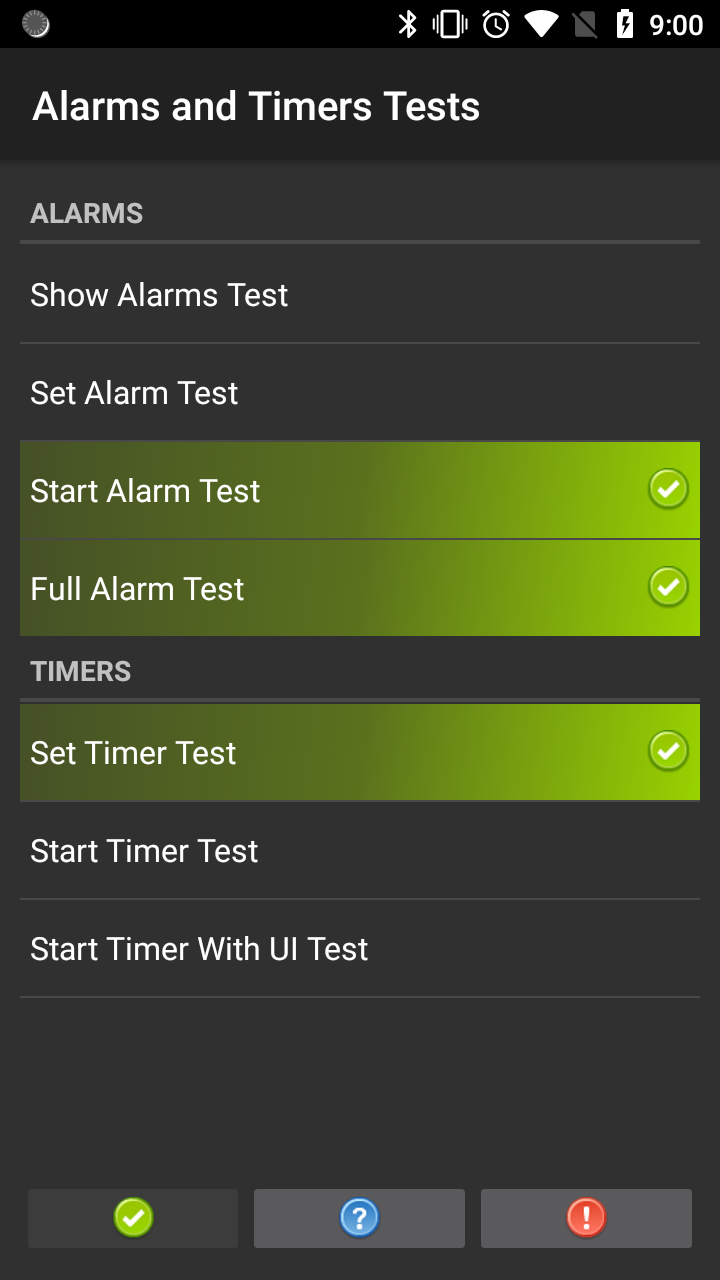 9:00
Alarms and Timers Tests
ALARMS
Show Alarms Test
Set Alarm Test
Start Alarm Test
Full Alarm Test
TIMERS
Set Timer Test
Start Timer Test
Start Timer With UI Test